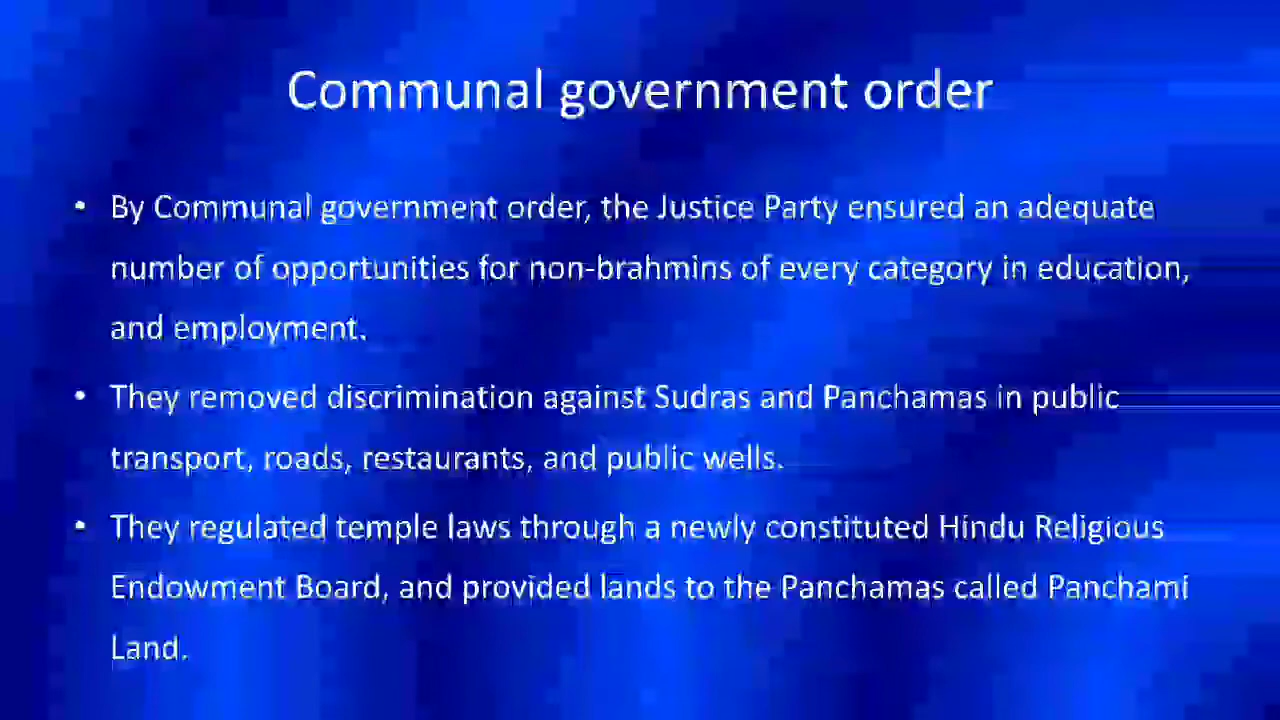 Communal government order
• By Communal government order, the Justice Party ensured an adequate
number of opportunities for non-brahmins of every category in education,
and employment.
• They removed discrimination against Sudras and Panchamas in public
transport, roads, restaurants, and public wells.
• They regulated temple laws through a newly constituted Hindu Religious
Endowment Board, and provided lands to the Panchamas called Panchami
Land.